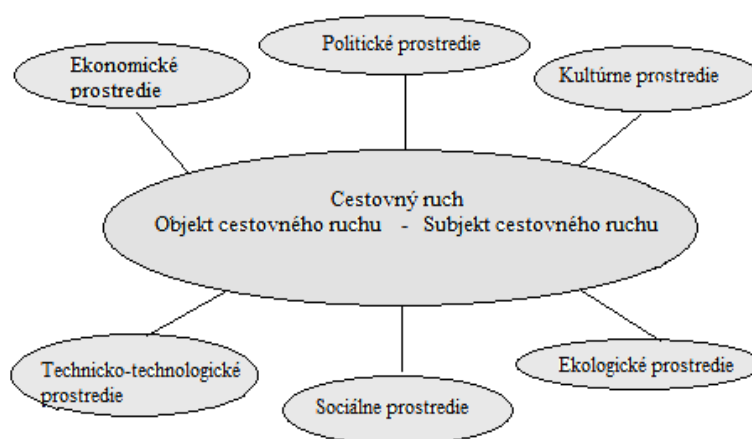 Politické prostredie
Ekonomické
prostredie
Kultúrne prostredie
Cestovný ruch
Objekt cestovného ruchu - Subjekt cestovného ruchu
Technicko-technologické
prostredie
Sociálne prostredie
Ekologické prostredie